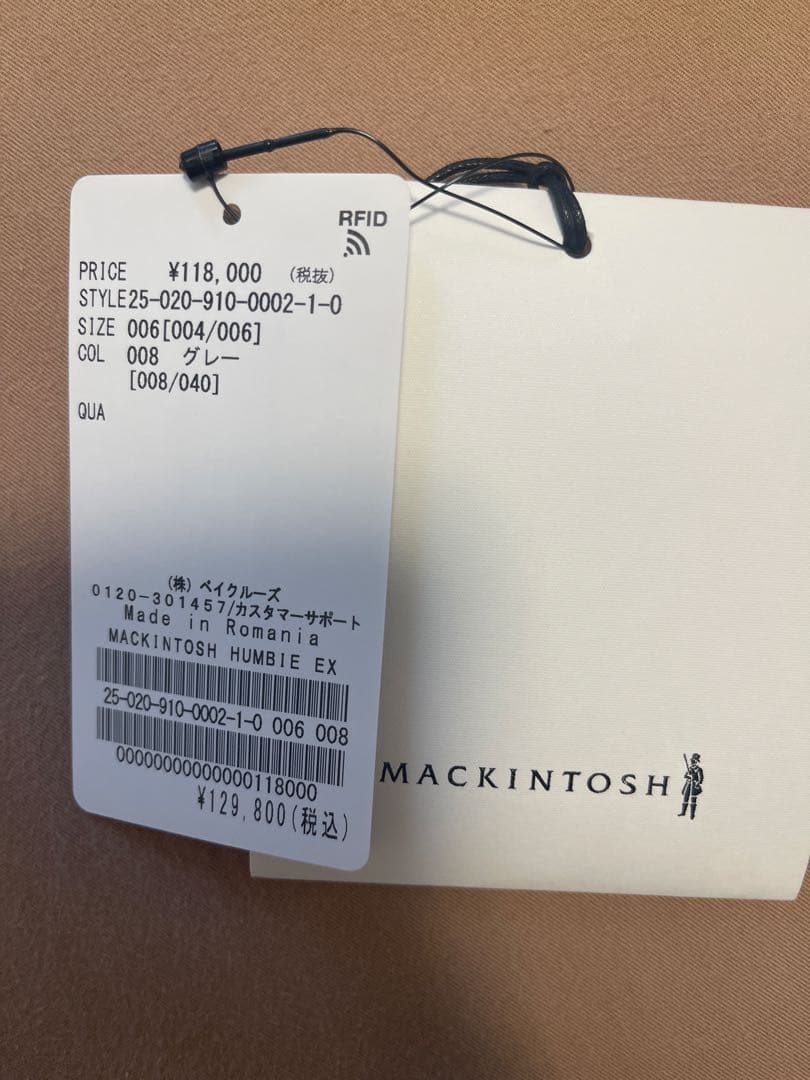 RFID
PRICE ¥118,000 (税抜)
STYLE25-020-910-0002-1-0
SIZE 006[004/006]
COL 008 グレー
[008/040]
QUA
(株)ベイクルーズ
0120-301457/カスタマーサポート
Made in Romania
MACKINTOSH HUMBIE EX
25-020-910-0002-1-0 006 008
00000000000000118000
¥129,800(税込)
MACKINTOSH